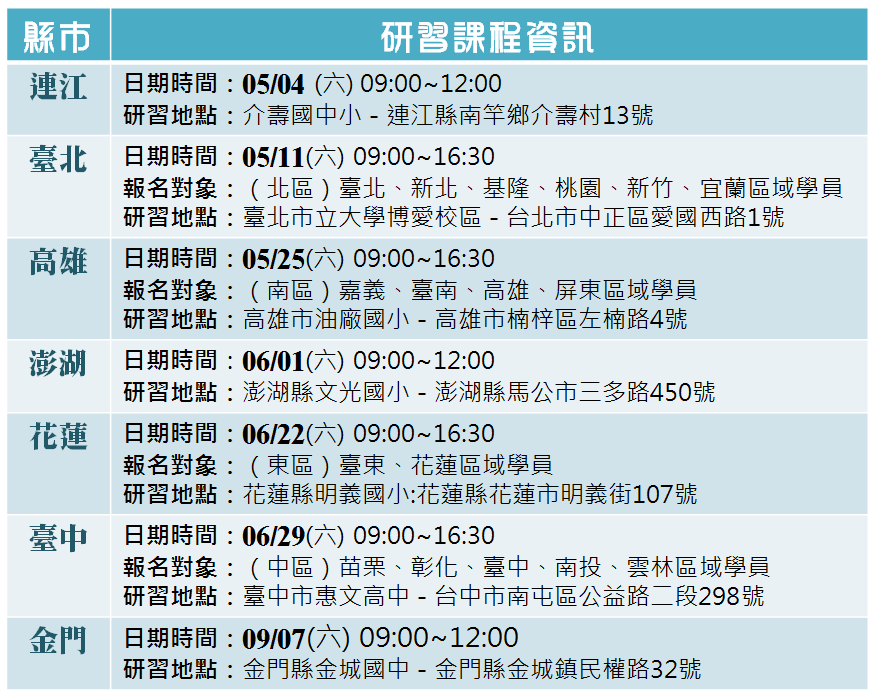 縣市 研習課程資訊
連江
日期時間：05/04 (六) 09:00~12:00
研習地點：介壽國中小－連江縣南竿鄉介壽村13號
臺北
日期時間：05/11(六) 09:00~16:30
報名對象：（北區）臺北、新北、基隆、桃園、新竹、宜蘭區域學員
研習地點：臺北市立大學博愛校區－台北市中正區愛國西路1號
高雄
日期時間：05/25(六) 09:00~16:30
報名對象：（南區）嘉義、臺南、高雄、屏東區域學員
研習地點：高雄市油廠國小－高雄市楠梓區左楠路4號
澎湖
日期時間：06/01(六) 09:00~12:00
研習地點：澎湖縣文光國小－澎湖縣馬公市三多路450號
花蓮
日期時間：06/22(六) 09:00~16:30
報名對象：（東區）臺東、花蓮區域學員
研習地點：花蓮縣明義國小:花蓮縣花蓮市明義街107號
臺中
日期時間：06/29(六) 09:00~16:30
報名對象：（中區）苗栗、彰化、臺中、南投、雲林區域學員
研習地點：臺中市惠文高中－台中市南屯區公益路二段298號
金門
日期時間：09/07(六) 09:00~12:00
研習地點：金門縣金城國中－金門縣金城鎮民權路32號